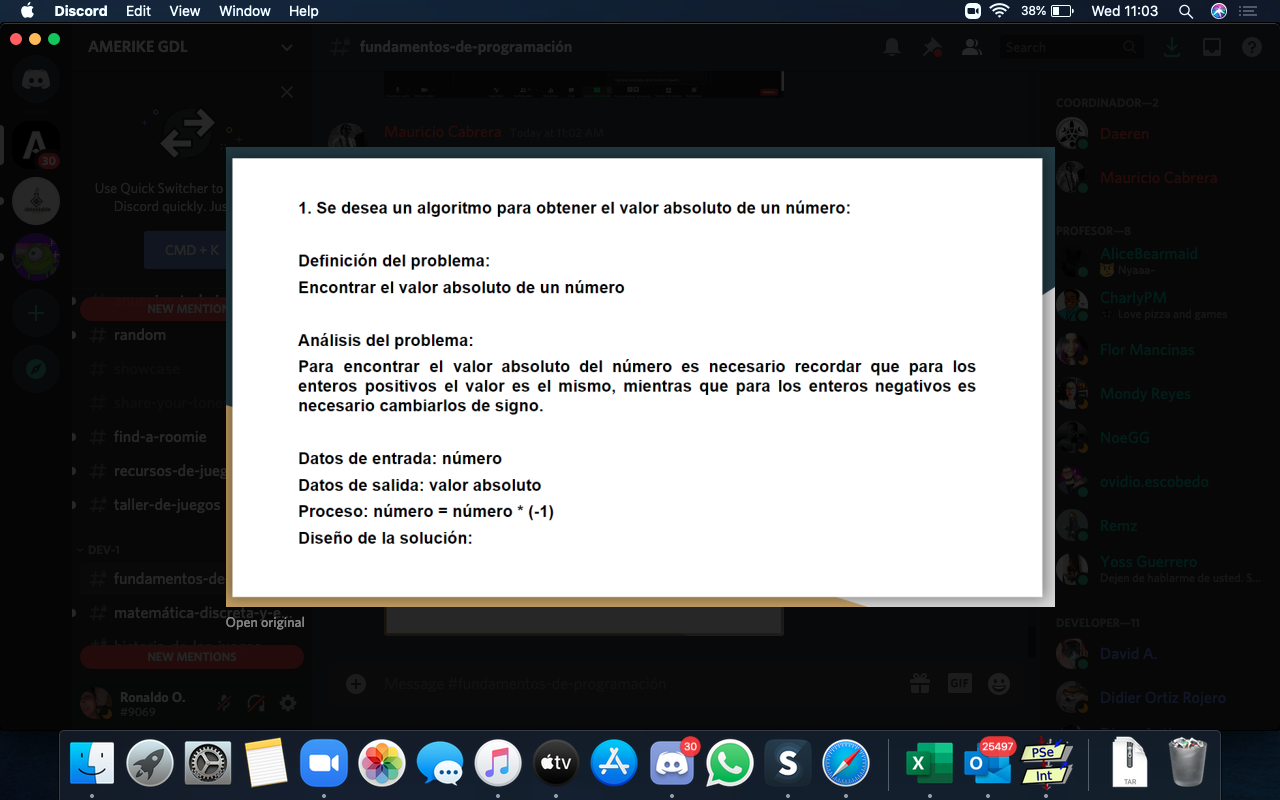 Discord Edit View Window Help 38% Wed 11:03
AMERIKE GDL
# fundamentos-de-programación
Search
Mauricio Cabrera Today at 11:02 AM
30
Use Quick Switcher to
Discord quickly. Jus
CMD + K
NEW MENTION
random
showcase
find-a-roomie
recursos-de-jueg
taller-de-juegos
DEV-1
fundamentos-de
matemática-discreta-y-e...
NEW MENTIONS
Ronaldo O.
#9069
1. Se desea un algoritmo para obtener el valor absoluto de un número:
Definición del problema:
Encontrar el valor absoluto de un número
Análisis del problema:
Para encontrar el valor absoluto del número es necesario recordar que para los
enteros positivos el valor es el mismo, mientras que para los enteros negativos es
necesario cambiarlos de signo.
Datos de entrada: número
Datos de salida: valor absoluto
Proceso: número = número * (-1)
Diseño de la solución:
Open original
Message #fundamentos-de-programación
GIF
COORDINADOR—2
Daeren
Mauricio Cabrera
PROFESOR—8
AliceBearmaid
Nyaaa~
CharlyPM
Love pizza and games
Flor Mancinas
Mondy Reyes
NoeGG
ovidio.escobedo
Remz
Yoss Guerrero
Dejen de hablarme de usted. S...
DEVELOPER—11
David A.
Didier Ortiz Rojero
tv
30
S
X
25497
PSe
Int
TAR